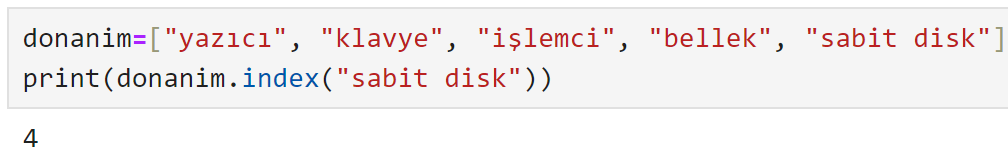 donanim=["yazıcı", "klavye", "işlemci", "bellek", "sabit disk"]
print(donanim.index("sabit disk"))
4